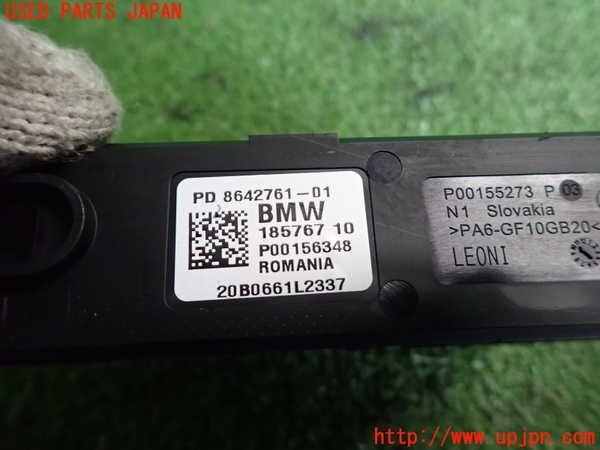 USED PARTS JAPAN
PD 8642761-01
BMW
185767 10
P00156348
ROMANIA
20B0661L2337
P00155273 P 03
N1 Slovakia
>PA6-GF10GB20<
LEONI
http://www.upjpn.com/